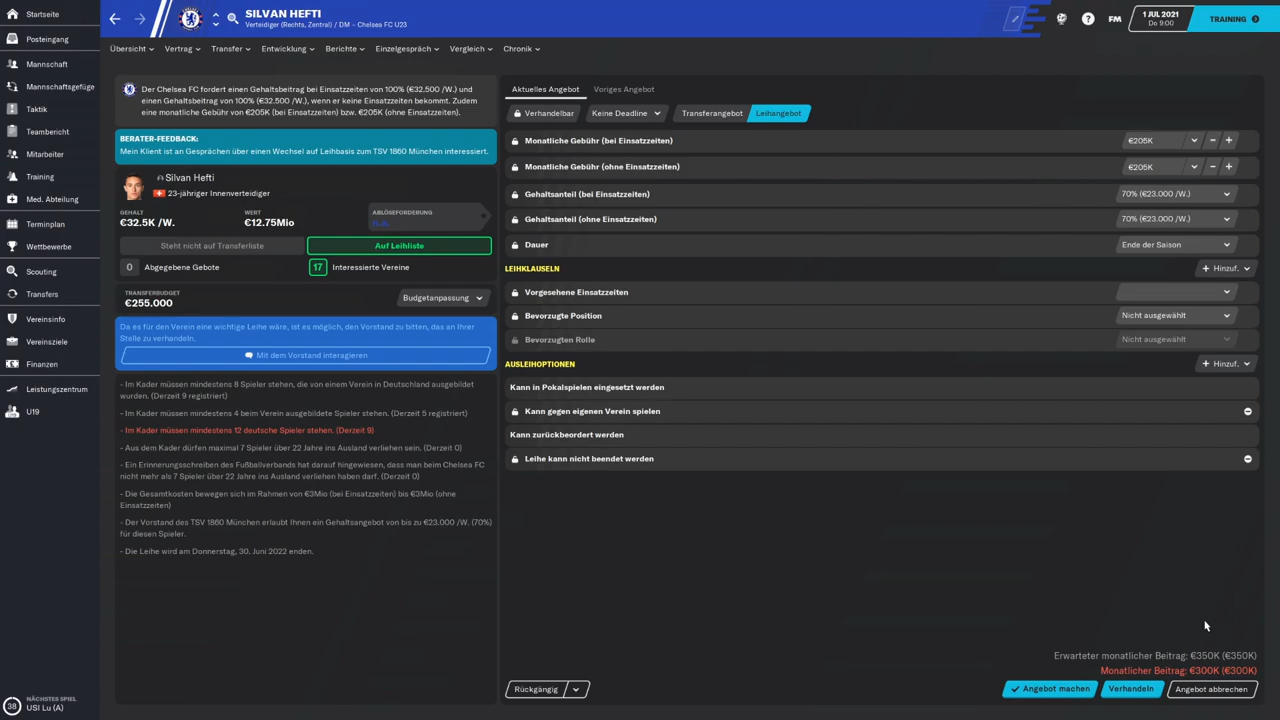 Startseite
Posteingang
Mannschaft
Mannschaftsgefüge
Taktik
Teambericht
Mitarbeiter
Training
Med. Abteilung
Terminplan
Wettbewerbe
Scouting
Transfers
Vereinsinfo
Vereinsziele
Finanzen
Leistungszentrum
U19
38
NÄCHSTES SPIEL
USI Lu (A)
SILVAN HEFTI
Verteidiger (Rechts, Zentral) / DM – Chelsea FC U23
FM
1 JUL 2021
Do 9:00
TRAINING
Übersicht
Vertrag
Transfer
Entwicklung
Berichte
Einzelgespräch
Vergleich
Chronik
Der Chelsea FC fordert einen Gehaltsbeitrag bei Einsatzzeiten von 100% (€32.500 /W.) und
einen Gehaltsbeitrag von 100% (€32.500 /W.), wenn er keine Einsatzzeiten bekommt. Zudem
eine monatliche Gebühr von €205K (bei Einsatzzeiten) bzw. €205K (ohne Einsatzzeiten).
BERATER-FEEDBACK:
Mein Klient ist an Gesprächen über einen Wechsel auf Leihbasis zum TSV 1860 München interessiert.
Silvan Hefti
23-jähriger Innenverteidiger
GEHALT
€32.5K /W.
WERT
€12.75Mio
ABLÖSEFORDERUNG
n.a.
Steht nicht auf Transferliste
Auf Leihliste
0 Abgegebene Gebote
17 Interessierte Vereine
TRANSFERBUDGET
€255.000
Budgetanpassung
Da es für den Verein eine wichtige Leihe wäre, ist es möglich, den Vorstand zu bitten, das an Ihrer
Stelle zu verhandeln.
Mit dem Vorstand interagieren
- Im Kader müssen mindestens 8 Spieler stehen, die von einem Verein in Deutschland ausgebildet
wurden. (Derzeit 9 registriert)
- Im Kader müssen mindestens 4 beim Verein ausgebildete Spieler stehen. (Derzeit 5 registriert)
- Im Kader müssen mindestens 12 deutsche Spieler stehen. (Derzeit 9)
- Aus dem Kader dürfen maximal 7 Spieler über 22 Jahre ins Ausland verliehen sein. (Derzeit 0)
- Ein Erinnerungsschreiben des Fußballverbands hat darauf hingewiesen, dass man beim Chelsea FC
nicht mehr als 7 Spieler über 22 Jahre ins Ausland verliehen haben darf. (Derzeit 0)
- Die Gesamtkosten bewegen sich im Rahmen von €3Mio (bei Einsatzzeiten) bis €3Mio (ohne
Einsatzzeiten)
- Der Vorstand des TSV 1860 München erlaubt Ihnen ein Gehaltsangebot von bis zu €23.000 /W. (70%)
für diesen Spieler.
- Die Leihe wird am Donnerstag, 30. Juni 2022 enden.
Aktuelles Angebot
Voriges Angebot
Verhandelbar
Keine Deadline
Transferangebot
Leihangebot
Monatliche Gebühr (bei Einsatzzeiten) €205K
Monatliche Gebühr (ohne Einsatzzeiten) €205K
Gehaltsanteil (bei Einsatzzeiten) 70% (€23.000 /W.)
Gehaltsanteil (ohne Einsatzzeiten) 70% (€23.000 /W.)
Dauer Ende der Saison
LEIHKLAUSELN
Hinzuf.
Vorgesehene Einsatzzeiten
Bevorzugte Position Nicht ausgewählt
Bevorzugten Rolle Nicht ausgewählt
AUSLEIHOPTIONEN
Hinzuf.
Kann in Pokalspielen eingesetzt werden
Kann gegen eigenen Verein spielen
Kann zurückbeordert werden
Leihe kann nicht beendet werden
Erwarteter monatlicher Beitrag: €350K (€350K)
Monatlicher Beitrag: €300K (€300K)
Rückgängig
Angebot machen
Verhandeln
Angebot abbrechen